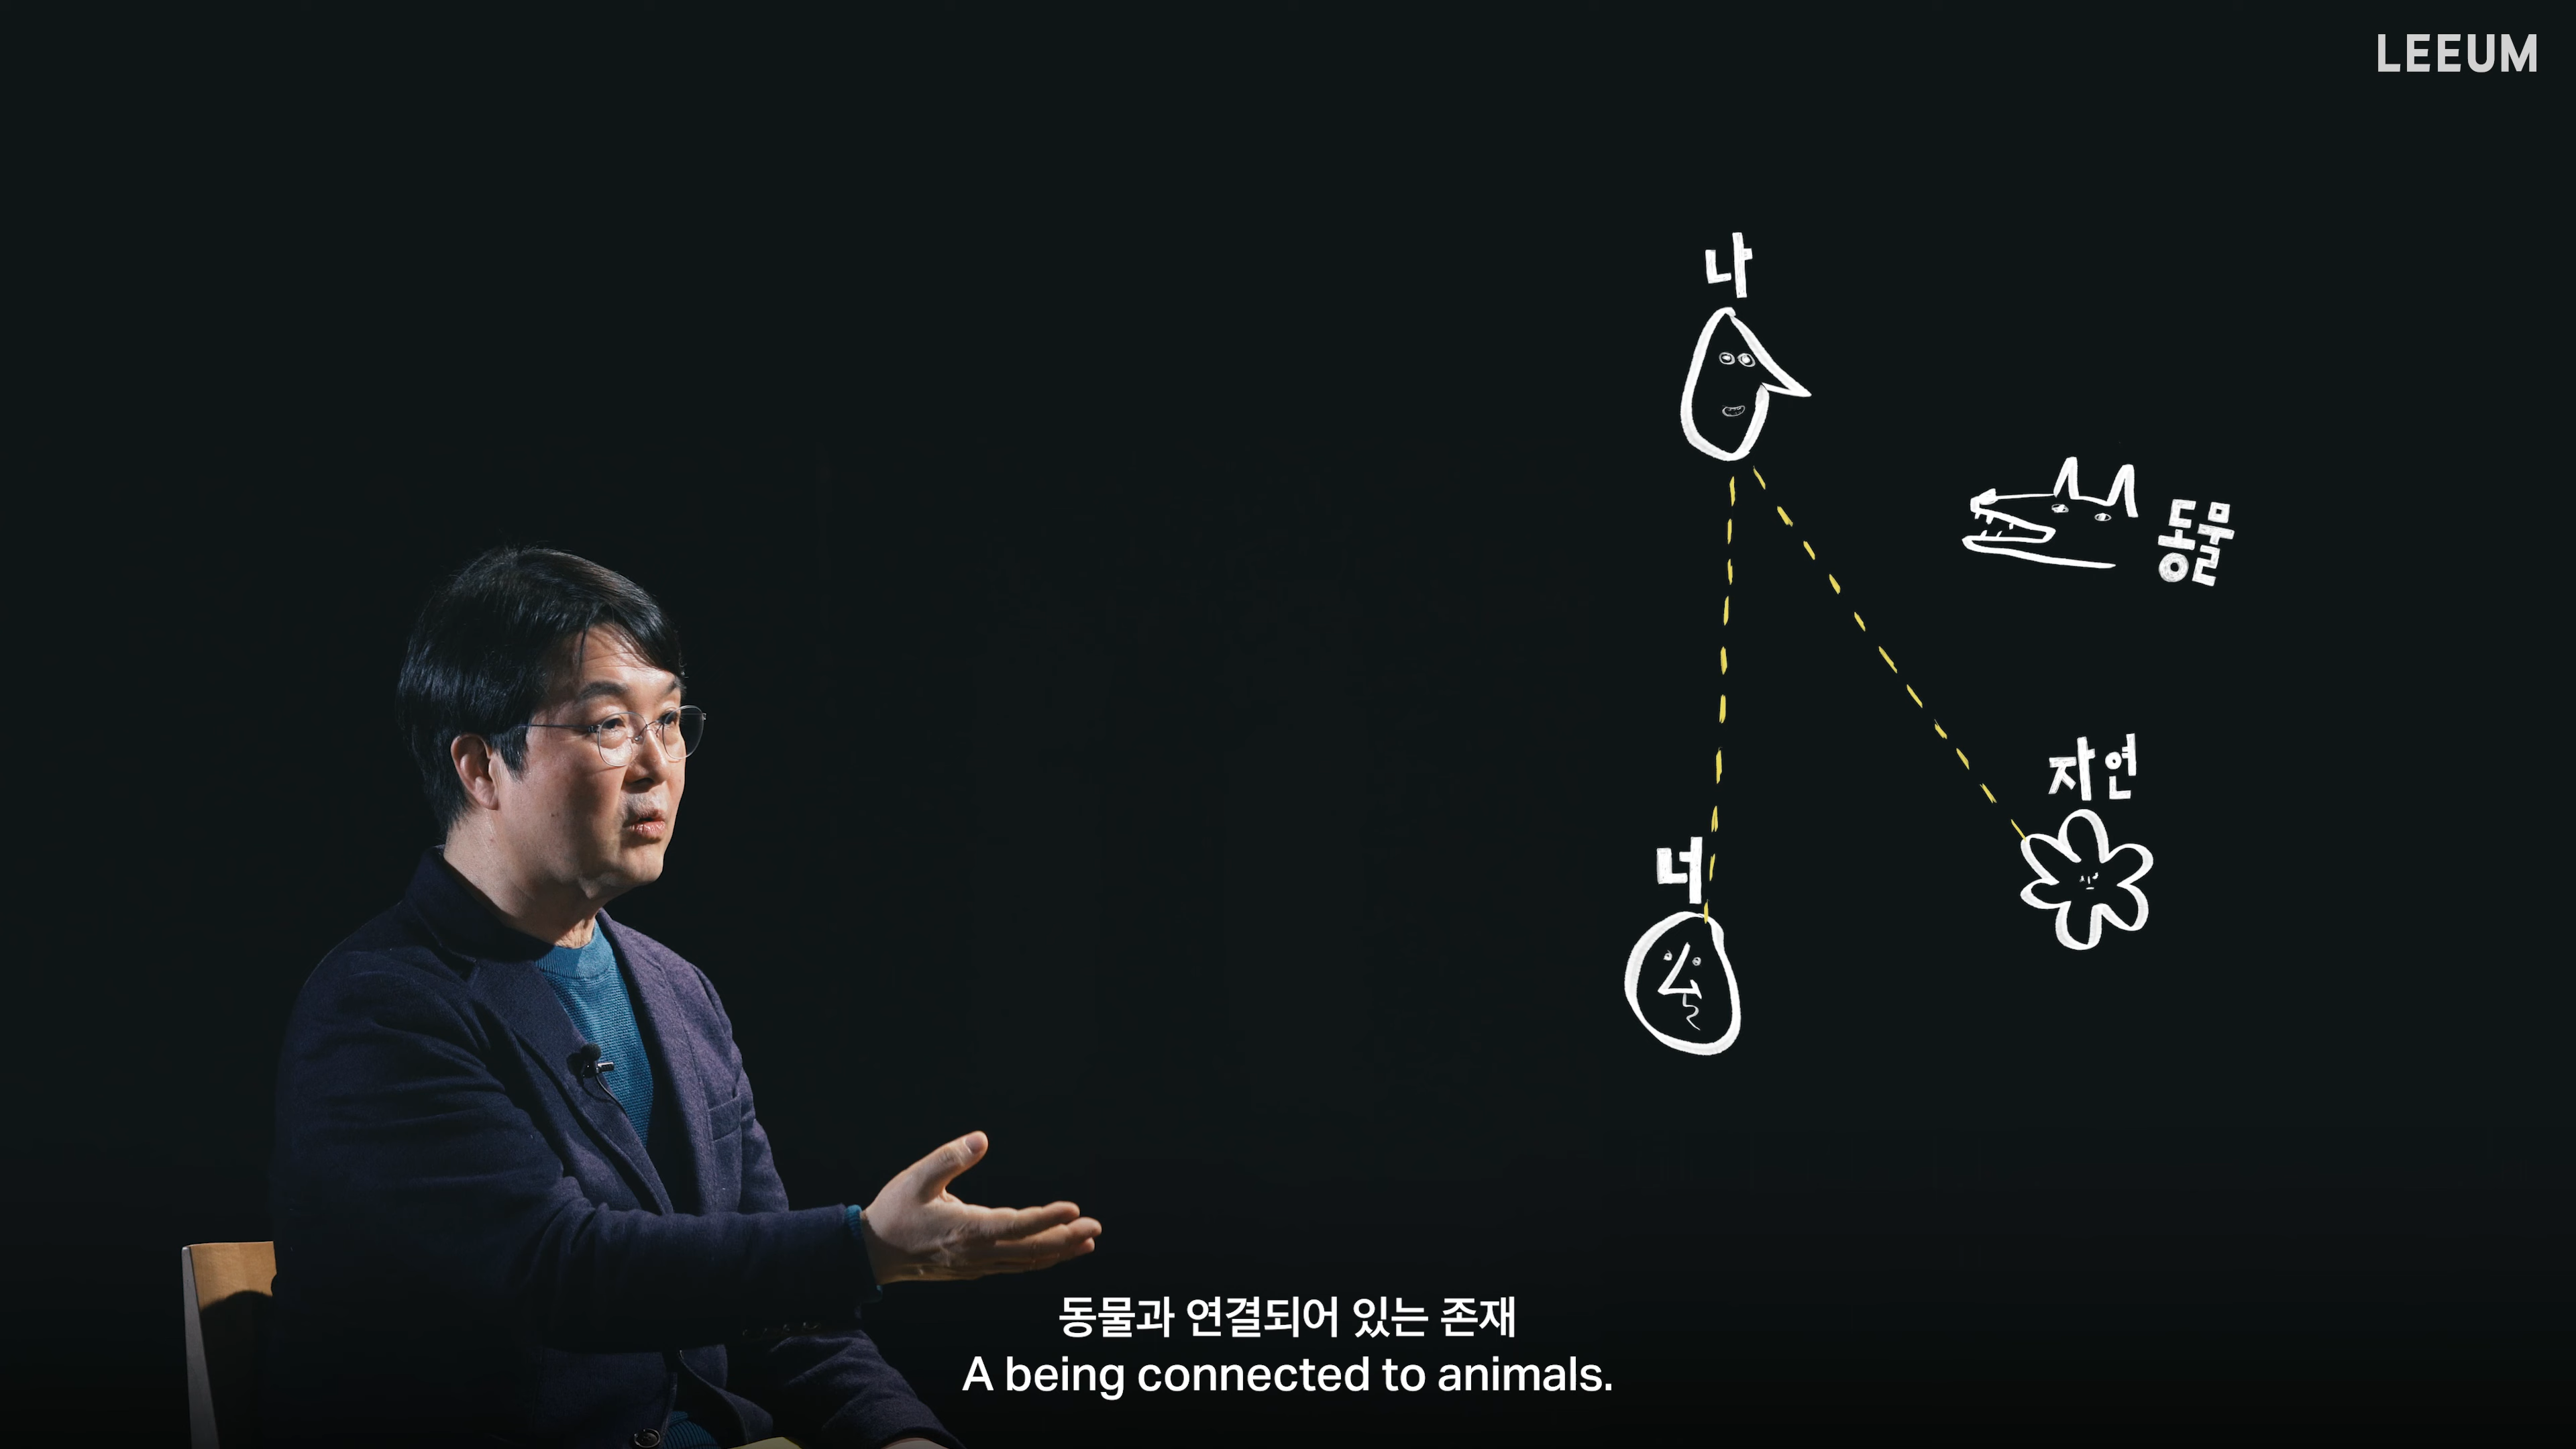 LEEUM
나
동물
자연
너
동물과 연결되어 있는 존재
A being connected to animals.